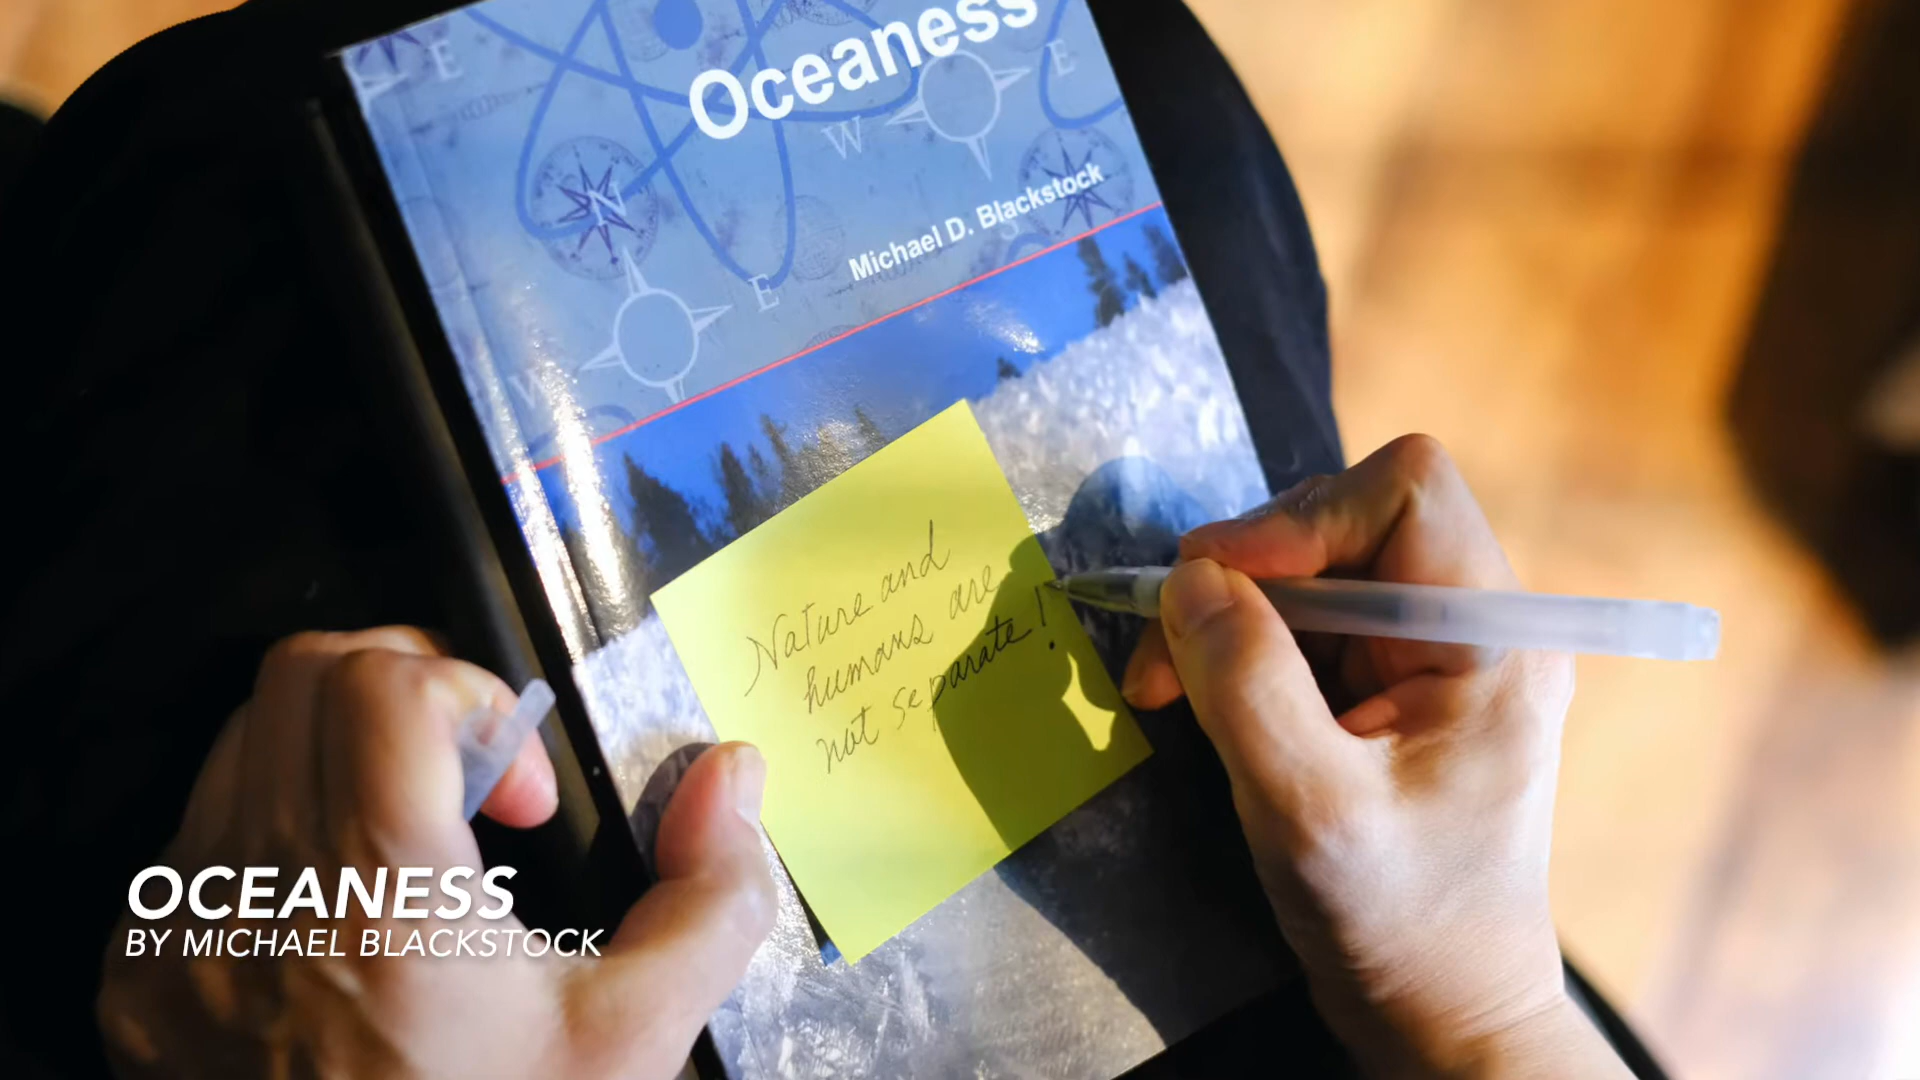 Oceaness
Michael D. Blackstock
N
E
W
E
E
W
Nature and
humans are
not separate!
OCEANESS
BY MICHAEL BLACKSTOCK